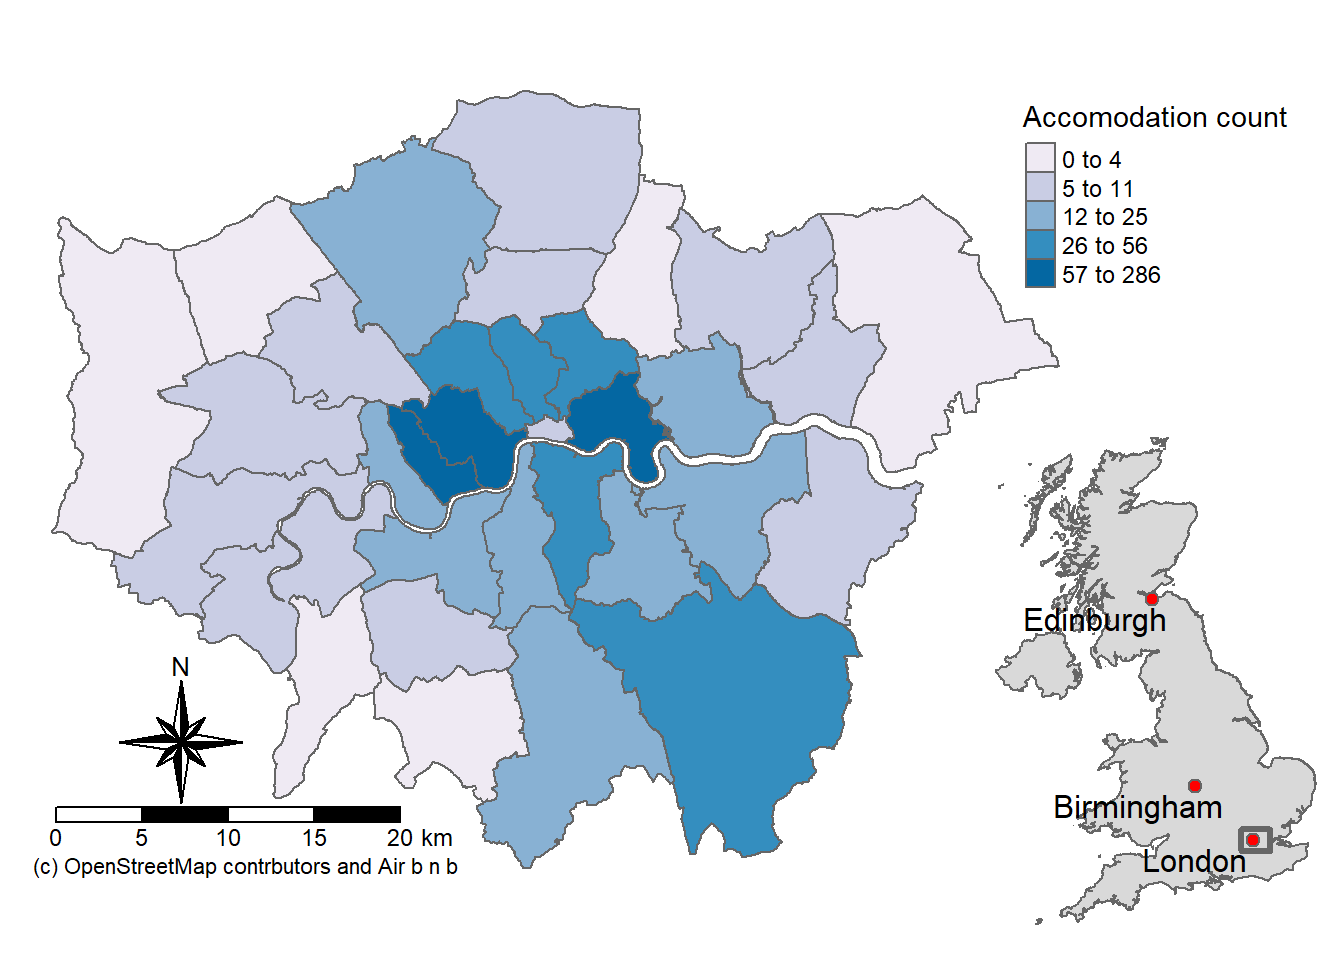 Accomodation count
0 to 4
5 to 11
12 to 25
26 to 56
57 to 286
Edinburgh
Birmingham
London
N
0 5 10 15 20 km
(c) OpenStreetMap contrbutors and Air b n b